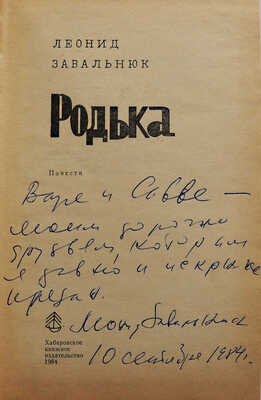 ЛЕОНИД
ЗАВАЛЬНЮК
Родька
Повести
Варе и Савве —
моим дорогим
друзьям, которым
я давно и искренне
предан.
Хабаровское
книжное
издательство
1984
10 сентября 1984г.